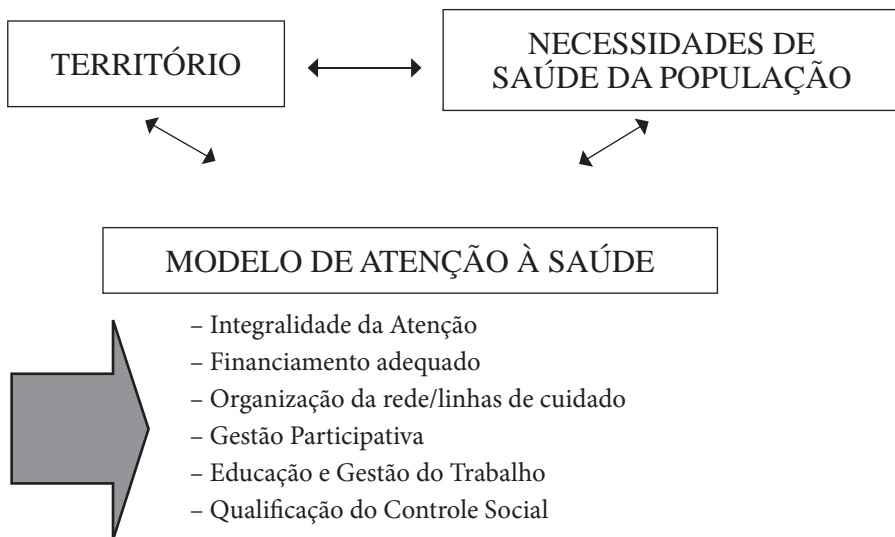 TERRITÓRIO
NECESSIDADES DE
SAÚDE DA POPULAÇÃO
MODELO DE ATENÇÃO À SAÚDE
– Integralidade da Atenção
– Financiamento adequado
– Organização da rede/linhas de cuidado
– Gestão Participativa
– Educação e Gestão do Trabalho
– Qualificação do Controle Social